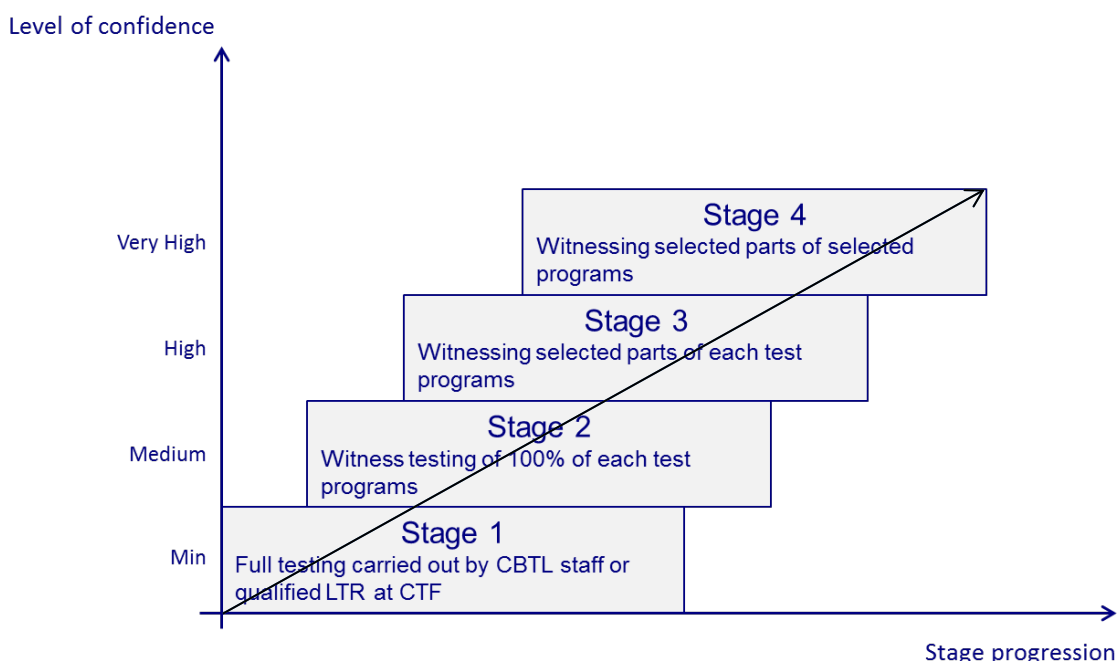 Level of confidence
Very High
Stage 4
Witnessing selected parts of selected
programs
High
Stage 3
Witnessing selected parts of each test
programs
Medium
Stage 2
Witness testing of 100% of each test
programs
Min
Stage 1
Full testing carried out by CBTL staff or
qualified LTR at CTF
Stage progression